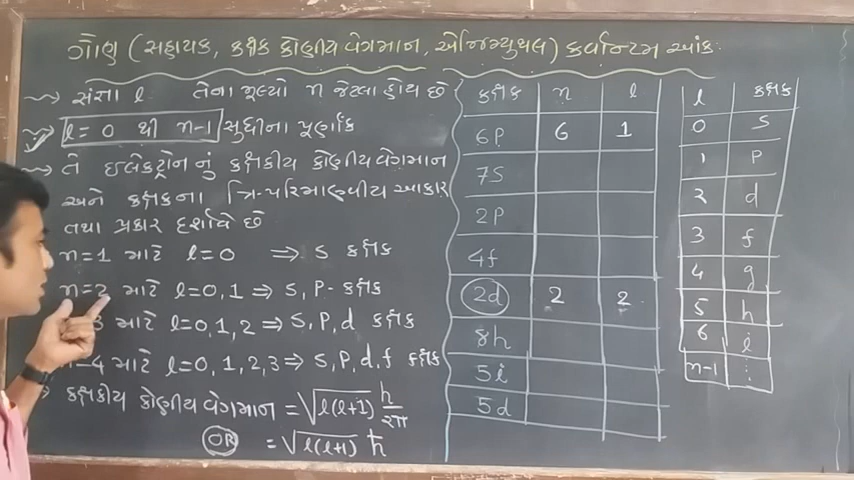 ગૌણ (સહાયક, કક્ષક કોણીય વેગમાન, એજિમ્યુથલ) કર્વાન્ટિમ આંક
સંજ્ઞા l તેના મૂલ્યો n જેટલા હોય છે
l = 0 થી n-1 સુધીના પૂર્ણાંક
તે ઇલેક્ટ્રોન નું કક્ષકીય કોણીય વેગમાન
અને કક્ષકના ત્રિ-પરિમાણ્વીય આકાર
તથા પ્રકાર દર્શાવે છે
n=1 માટે l=0 ⇒ S કક્ષક
n=2 માટે l=0,1 ⇒ S, P- કક્ષક
3 માટે l=0,1,2 ⇒ S, P, d કક્ષક
n=4 માટે l=0,1,2,3 ⇒ S, P, d, f કક્ષક
કક્ષકીય કોણીય વેગમાન = √l(l+1) h/2π
OR = √l(l+1) ħ
કક્ષક n l
6P 6 1
7S
2P
4f
2d 2 2
8h
5i
5d
l કક્ષક
0 S
1 P
2 d
3 f
4 g
5 h
6 i
n-1 ⋮